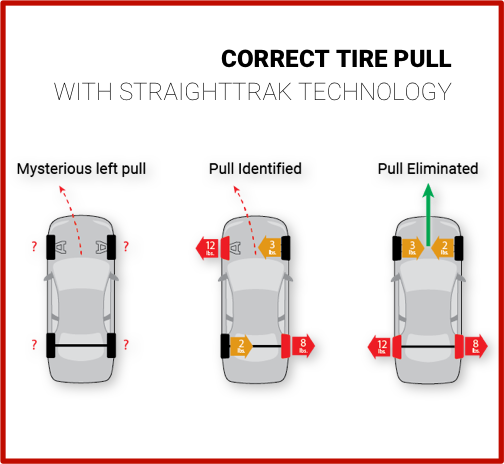 CORRECT TIRE PULL
WITH STRAIGHTTRAK TECHNOLOGY
Mysterious left pull
Pull Identified
Pull Eliminated
? ?
12 lbs.
3 lbs.
3 lbs.
2 lbs.
? ?
2 lbs.
8 lbs.
12 lbs.
8 lbs.